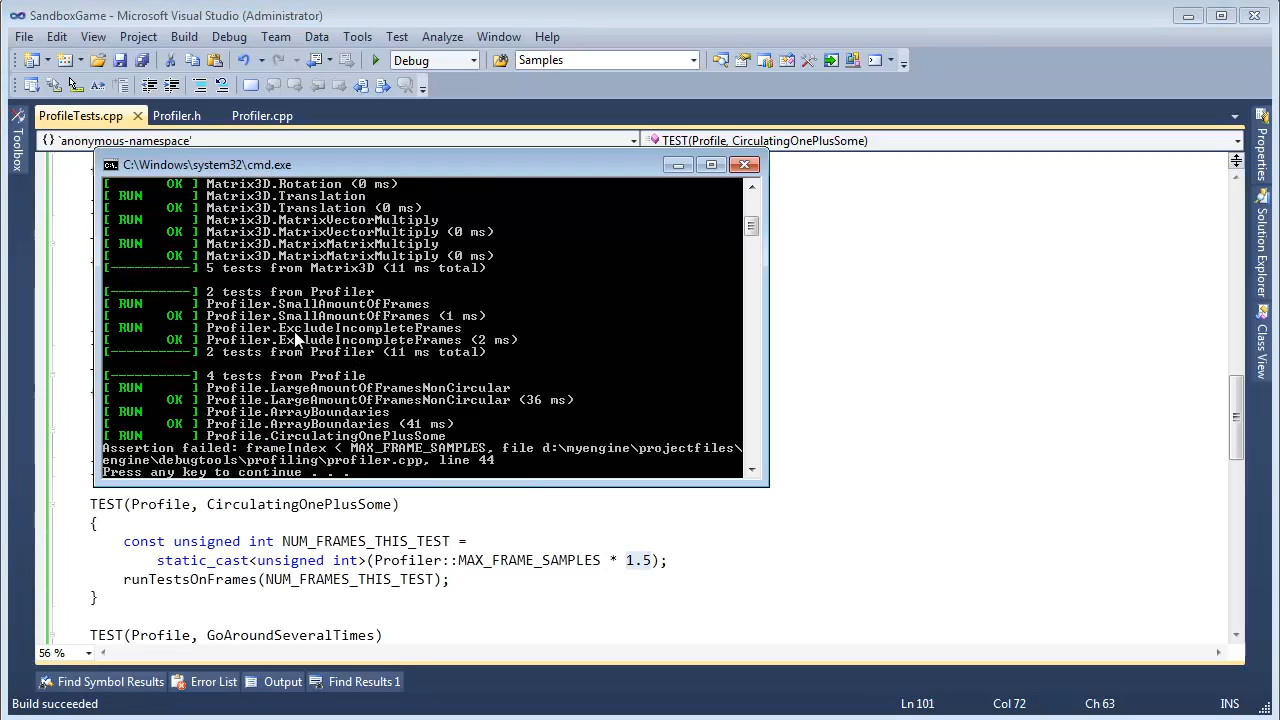 SandboxGame - Microsoft Visual Studio (Administrator)
File Edit View Project Build Debug Team Data Tools Test Analyze Window Help
Debug Samples
ProfileTests.cpp Profiler.h Profiler.cpp
{} `anonymous-namespace' TEST(Profile, CirculatingOnePlusSome)
Toolbox
Properties
Solution Explorer
Class View
C:\Windows\system32\cmd.exe
[ OK ] Matrix3D.Rotation (0 ms)
[ RUN ] Matrix3D.Translation
[ OK ] Matrix3D.Translation (0 ms)
[ RUN ] Matrix3D.MatrixVectorMultiply
[ OK ] Matrix3D.MatrixVectorMultiply (0 ms)
[ RUN ] Matrix3D.MatrixMatrixMultiply
[ OK ] Matrix3D.MatrixMatrixMultiply (0 ms)
[----------] 5 tests from Matrix3D (11 ms total)
[----------] 2 tests from Profiler
[ RUN ] Profiler.SmallAmountOfFrames
[ OK ] Profiler.SmallAmountOfFrames (1 ms)
[ RUN ] Profiler.ExcludeIncompleteFrames
[ OK ] Profiler.ExcludeIncompleteFrames (2 ms)
[----------] 2 tests from Profiler (11 ms total)
[----------] 4 tests from Profile
[ RUN ] Profile.LargeAmountOfFramesNonCircular
[ OK ] Profile.LargeAmountOfFramesNonCircular (36 ms)
[ RUN ] Profile.ArrayBoundaries
[ OK ] Profile.ArrayBoundaries (41 ms)
[ RUN ] Profile.CirculatingOnePlusSome
Assertion failed: frameIndex < MAX_FRAME_SAMPLES, file d:\myengine\projectfiles\
engine\debugtools\profiling\profiler.cpp, line 44
Press any key to continue . . .
TEST(Profile, CirculatingOnePlusSome)
{
const unsigned int NUM_FRAMES_THIS_TEST =
static_cast<unsigned int>(Profiler::MAX_FRAME_SAMPLES * 1.5);
runTestsOnFrames(NUM_FRAMES_THIS_TEST);
}
TEST(Profile, GoAroundSeveralTimes)
56 %
Find Symbol Results Error List Output Find Results 1
Build succeeded Ln 101 Col 72 Ch 63 INS